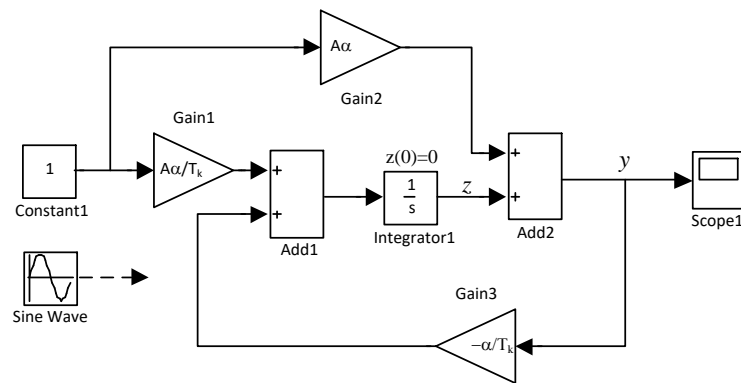 Aα
Gain2
Gain1
1
Constant1
Aα/Tₖ
+
+
Add1
z(0)=0
1
s
Integrator1
z
+
+
Add2
y
Scope1
Sine Wave
Gain3
−α/Tₖ